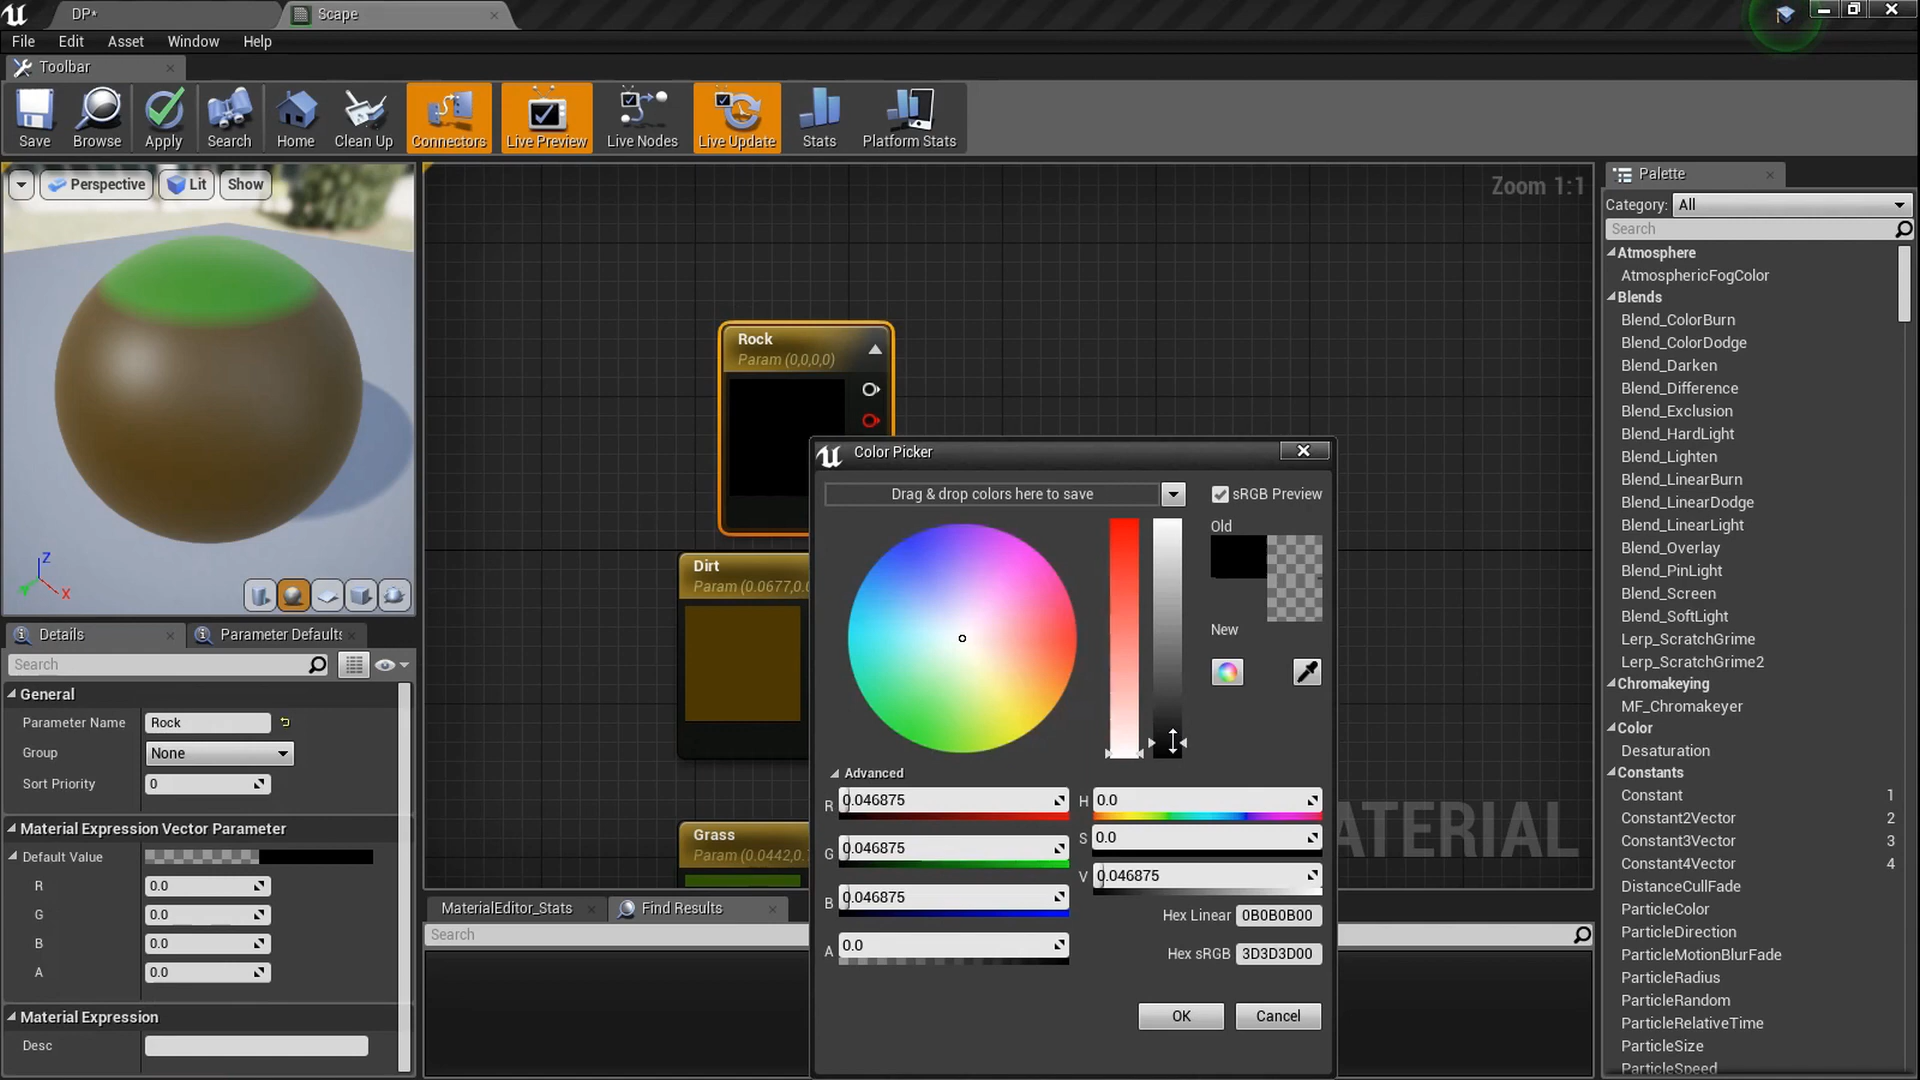 DP*
Scape
File Edit Asset Window Help
Toolbar
Save Browse Apply Search Home Clean Up Connectors Live Preview Live Nodes Live Update Stats Platform Stats
Perspective Lit Show
Z
X
Zoom 1:1
Rock
Param (0,0,0,0)
Dirt
Param (0.0677,0.0
Grass
Param (0.0442,0.
ATERIAL
Color Picker
Drag & drop colors here to save
sRGB Preview
Old
New
Advanced
R 0.046875
G 0.046875
B 0.046875
A 0.0
H 0.0
S 0.0
V 0.046875
Hex Linear 0B0B0B00
Hex sRGB 3D3D3D00
OK Cancel
Details Parameter Defaults
Search
General
Parameter Name Rock
Group None
Sort Priority 0
Material Expression Vector Parameter
Default Value
R 0.0
G 0.0
B 0.0
A 0.0
Material Expression
Desc
MaterialEditor_Stats Find Results
Search
Palette
Category: All
Search
Atmosphere
AtmosphericFogColor
Blends
Blend_ColorBurn
Blend_ColorDodge
Blend_Darken
Blend_Difference
Blend_Exclusion
Blend_HardLight
Blend_Lighten
Blend_LinearBurn
Blend_LinearDodge
Blend_LinearLight
Blend_Overlay
Blend_PinLight
Blend_Screen
Blend_SoftLight
Lerp_ScratchGrime
Lerp_ScratchGrime2
Chromakeying
MF_Chromakeyer
Color
Desaturation
Constants
Constant 1
Constant2Vector 2
Constant3Vector 3
Constant4Vector 4
DistanceCullFade
ParticleColor
ParticleDirection
ParticleMotionBlurFade
ParticleRadius
ParticleRandom
ParticleRelativeTime
ParticleSize
ParticleSpeed